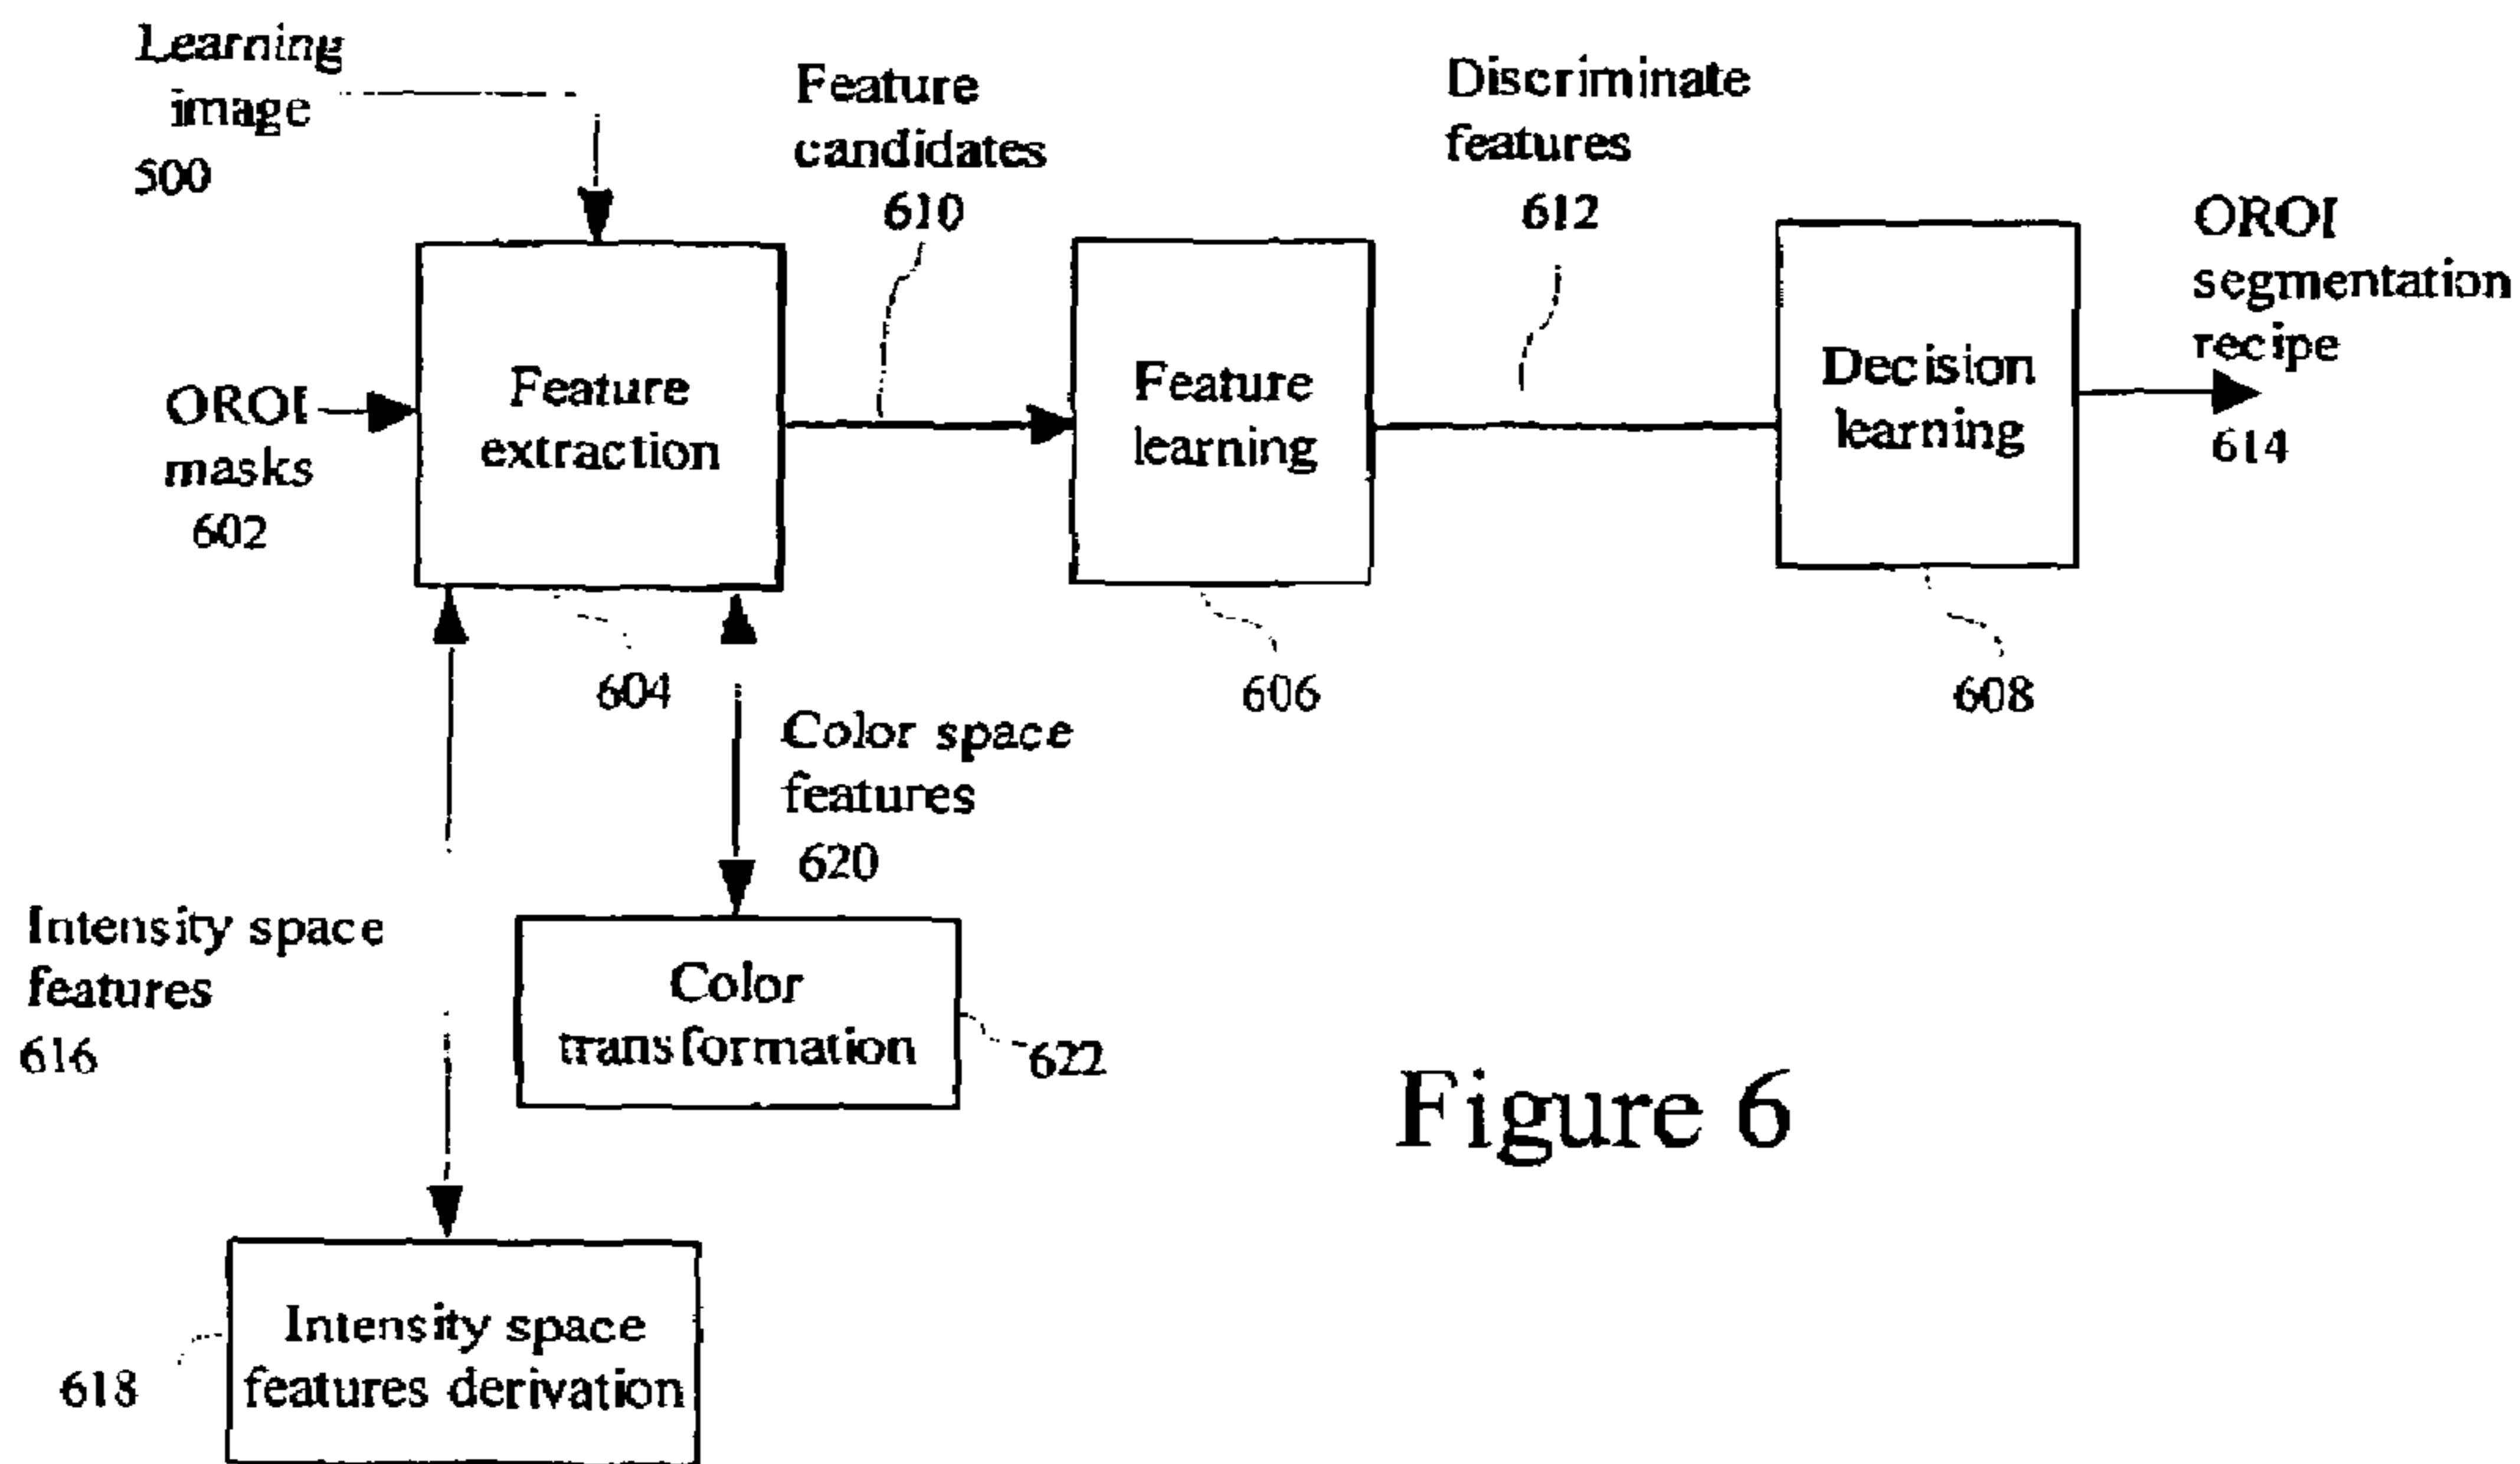 Learning
image
500
Feature
candidates
610
Discriminate
features
612
OROI
segmentation
recipe
614
OROI
masks
602
Feature
extraction
604
Feature
learning
606
Decision
learning
608
Color space
features
620
Intensity space
features
616
Color
transformation
622
Intensity space
features derivation
618
Figure 6